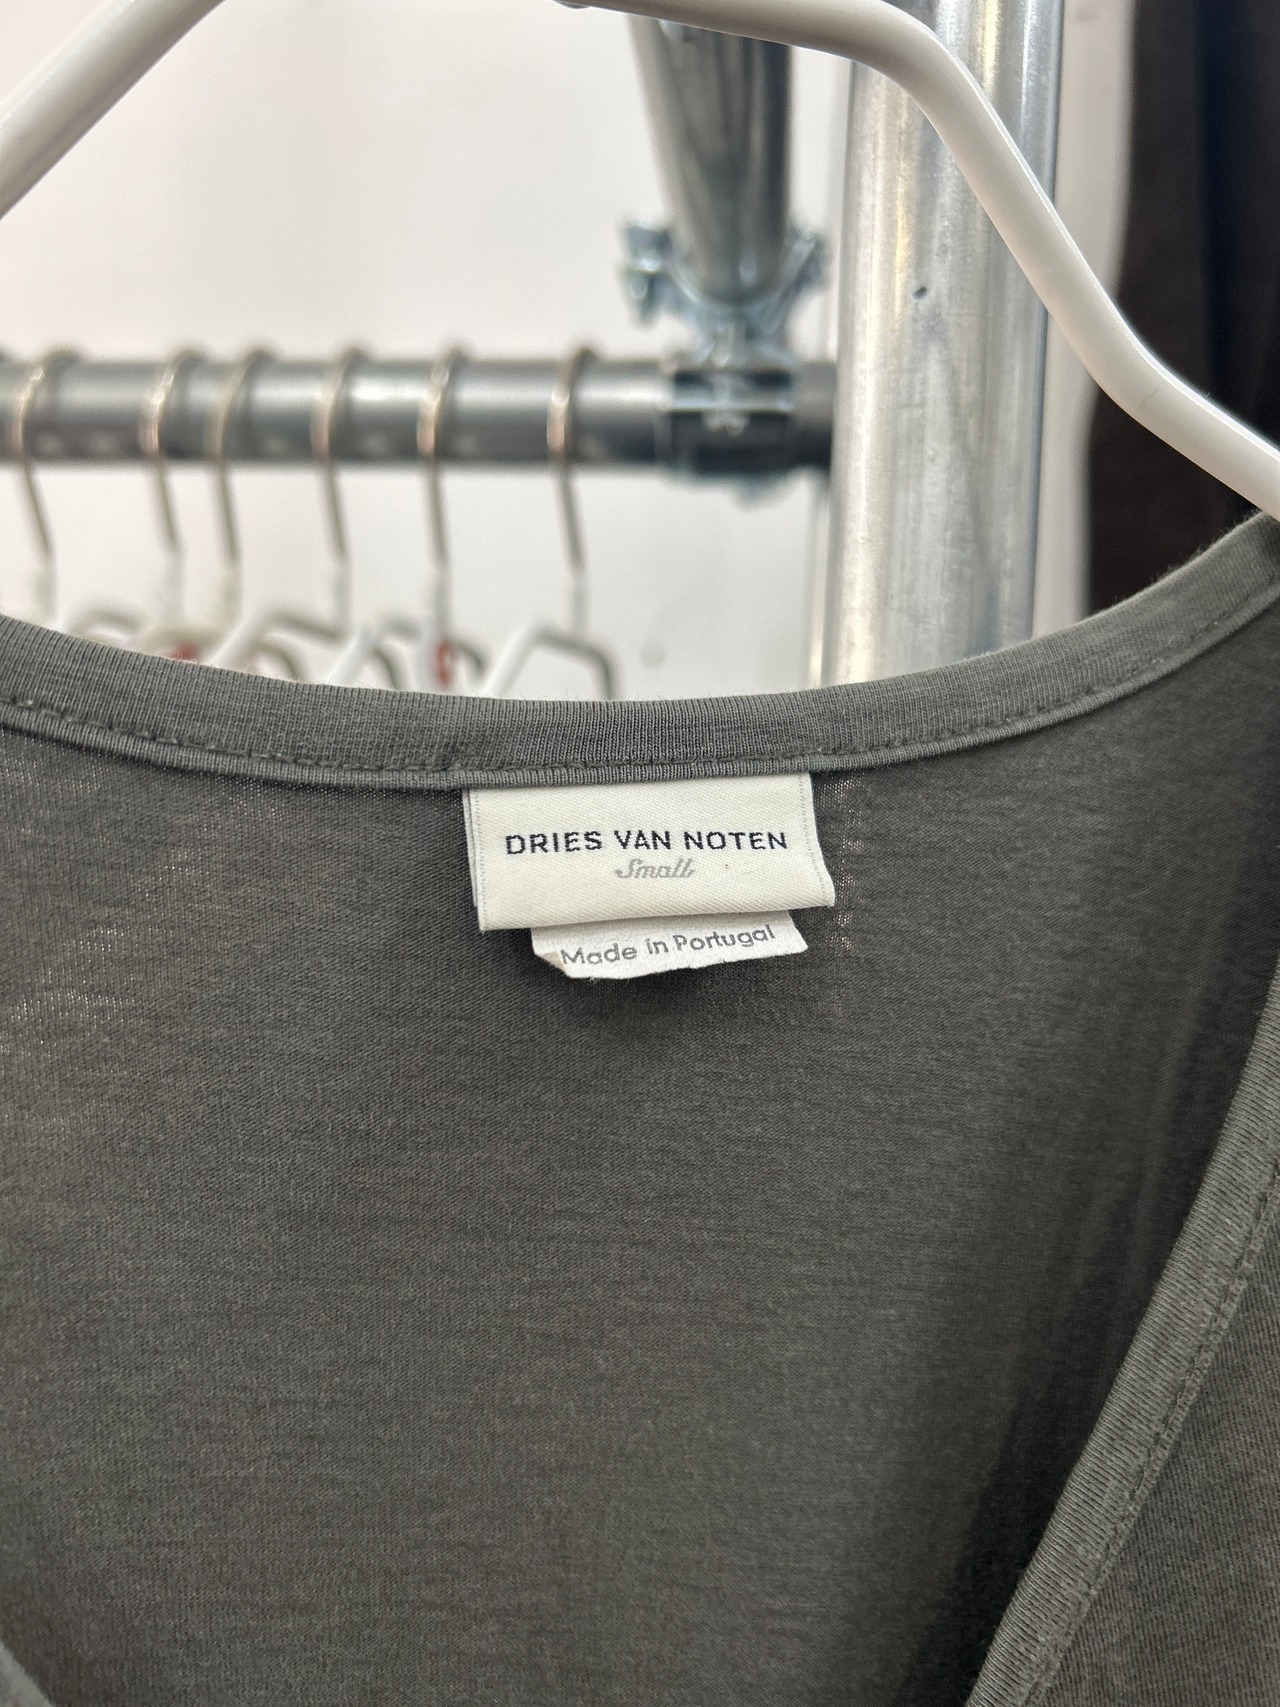 DRIES VAN NOTEN
Small
Made in Portugal